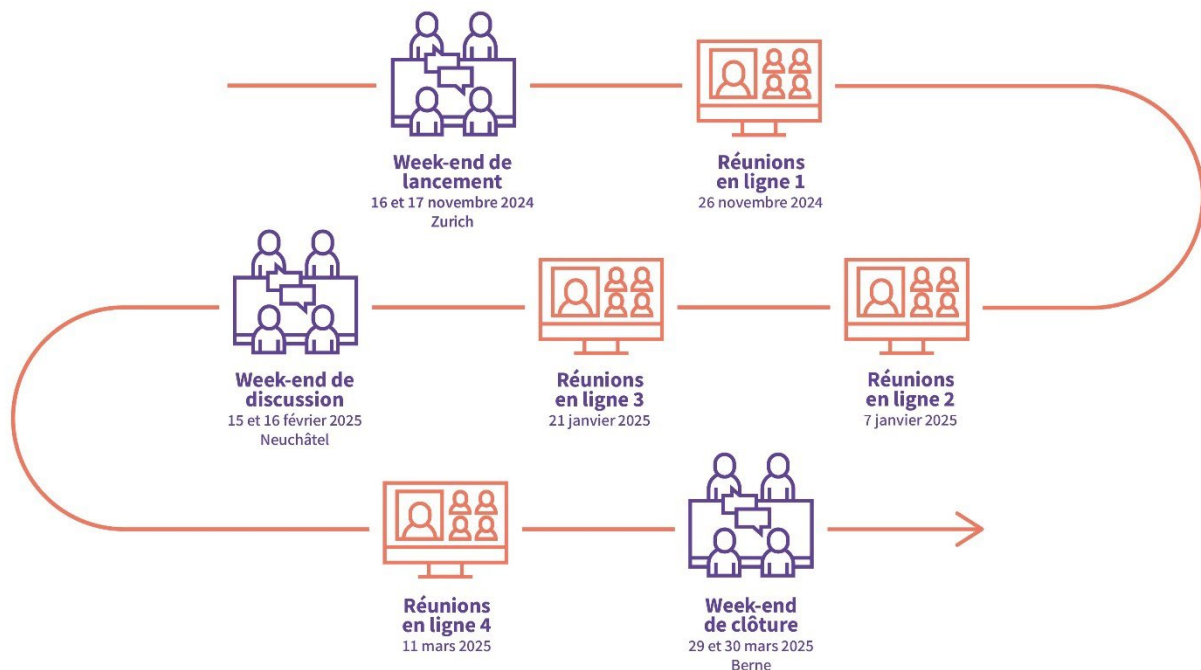 Week-end de
lancement
16 et 17 novembre 2024
Zurich
Réunions
en ligne 1
26 novembre 2024
Réunions
en ligne 2
7 janvier 2025
Réunions
en ligne 3
21 janvier 2025
Week-end de
discussion
15 et 16 février 2025
Neuchâtel
Réunions
en ligne 4
11 mars 2025
Week-end
de clôture
29 et 30 mars 2025
Berne